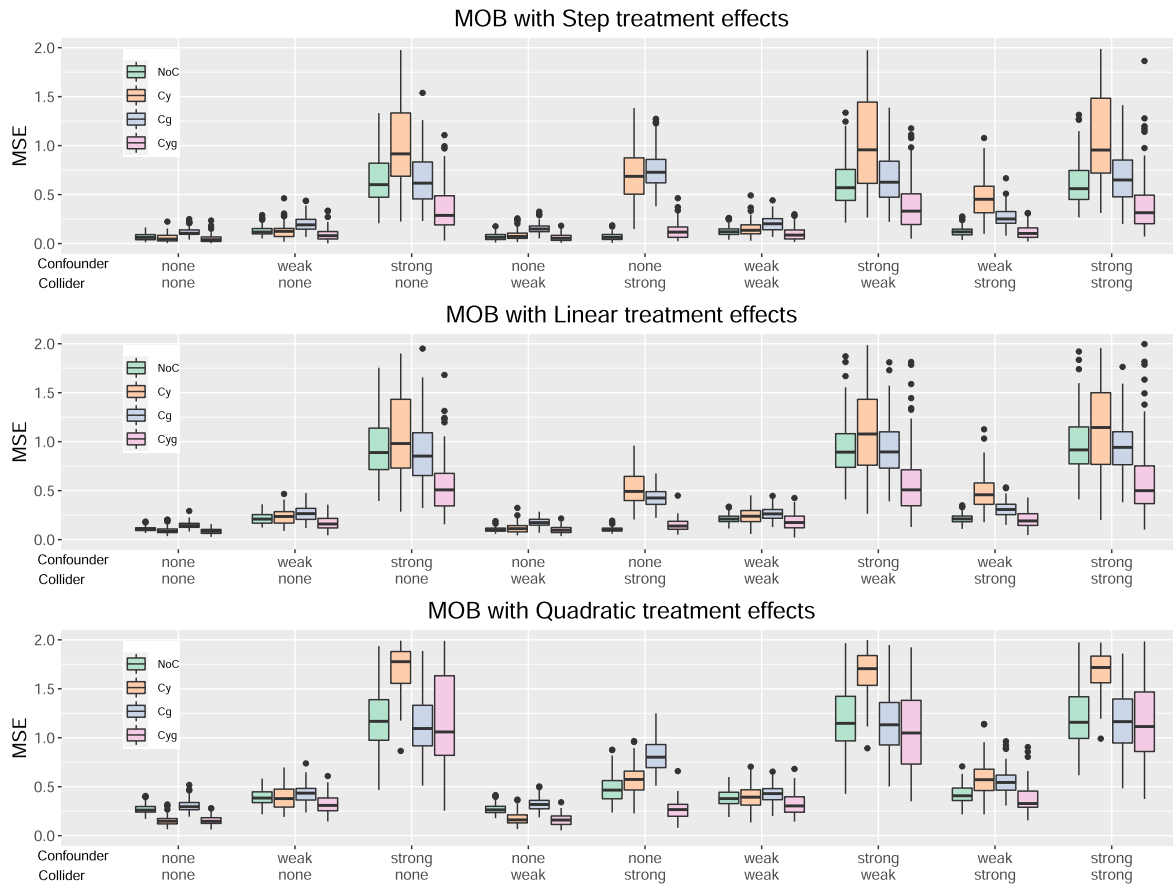 MOB with Step treatment effects
2.0
1.5
1.0
0.5
0.0
MSE
NoC
Cy
Cg
Cyg
Confounder none weak strong none none weak strong weak strong
Collider none none none weak strong weak weak strong strong
MOB with Linear treatment effects
2.0
1.5
1.0
0.5
0.0
MSE
NoC
Cy
Cg
Cyg
Confounder none weak strong none none weak strong weak strong
Collider none none none weak strong weak weak strong strong
MOB with Quadratic treatment effects
2.0
1.5
1.0
0.5
0.0
MSE
NoC
Cy
Cg
Cyg
Confounder none weak strong none none weak strong weak strong
Collider none none none weak strong weak weak strong strong